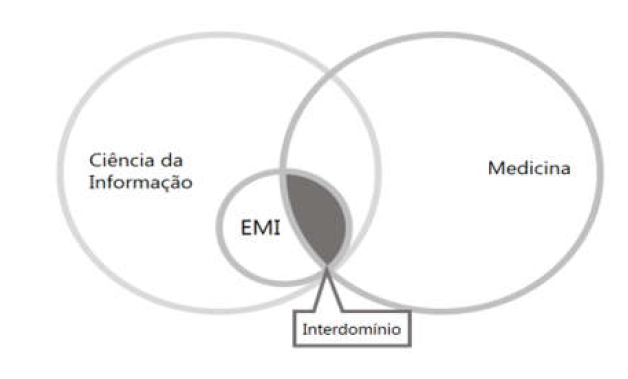 Ciência da
Informação
Medicina
EMI
Interdomínio